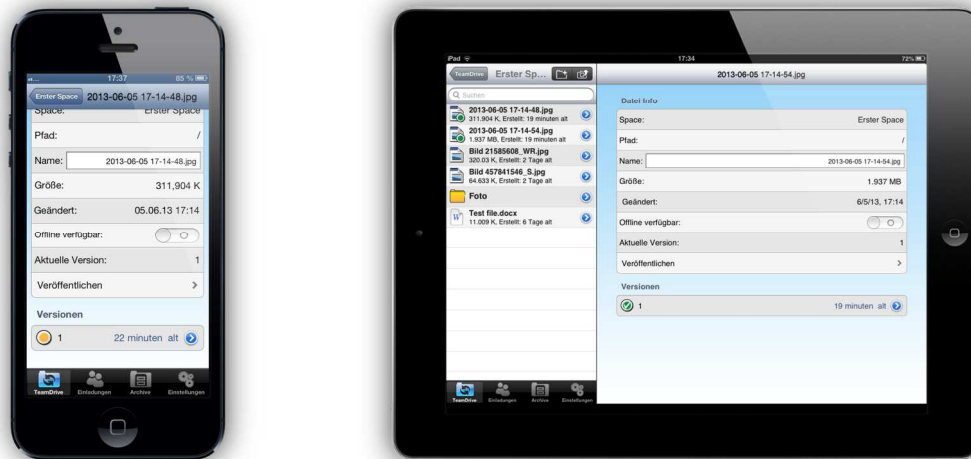 17:37
85 %
Erster Space
2013-06-05 17-14-48.jpg
Space: Erster Space
Pfad: /
Name: 2013-06-05 17-14-48.jpg
Größe: 311,904 K
Geändert: 05.06.13 17:14
Offline verfügbar:
Aktuelle Version: 1
Veröffentlichen
Versionen
1 22 minuten alt
TeamDrive Einladungen Archive Einstellungen
iPad 17:34 72%
TeamDrive Erster Sp...
2013-06-05 17-14-54.jpg
Suchen
2013-06-05 17-14-48.jpg
311.904 K, Erstellt: 19 minuten alt
2013-06-05 17-14-54.jpg
1.937 MB, Erstellt: 19 minuten alt
Bild 21585608_WR.jpg
320.03 K, Erstellt: 2 Tage alt
Bild 457841546_S.jpg
64.633 K, Erstellt: 2 Tage alt
Foto
Test file.docx
11.009 K, Erstellt: 6 Tage alt
TeamDrive Einladungen Archive Einstellungen
Datei Info
Space: Erster Space
Pfad: /
Name: 2013-06-05 17-14-54.jpg
Größe: 1.937 MB
Geändert: 6/5/13, 17:14
Offline verfügbar:
Aktuelle Version: 1
Veröffentlichen
Versionen
1 19 minuten alt